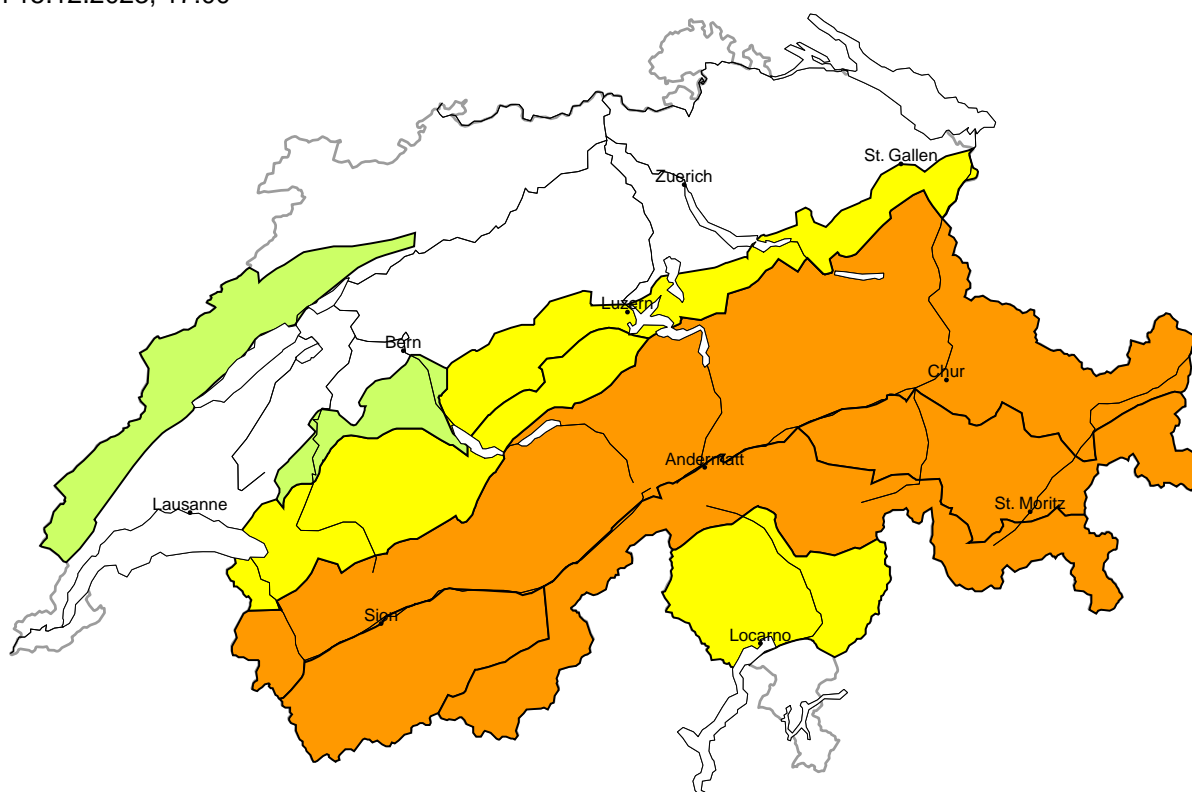 St. Gallen
Zuerich
Luzern
Bern
Chur
Andermatt
Lausanne
St. Moritz
Sion
Locarno